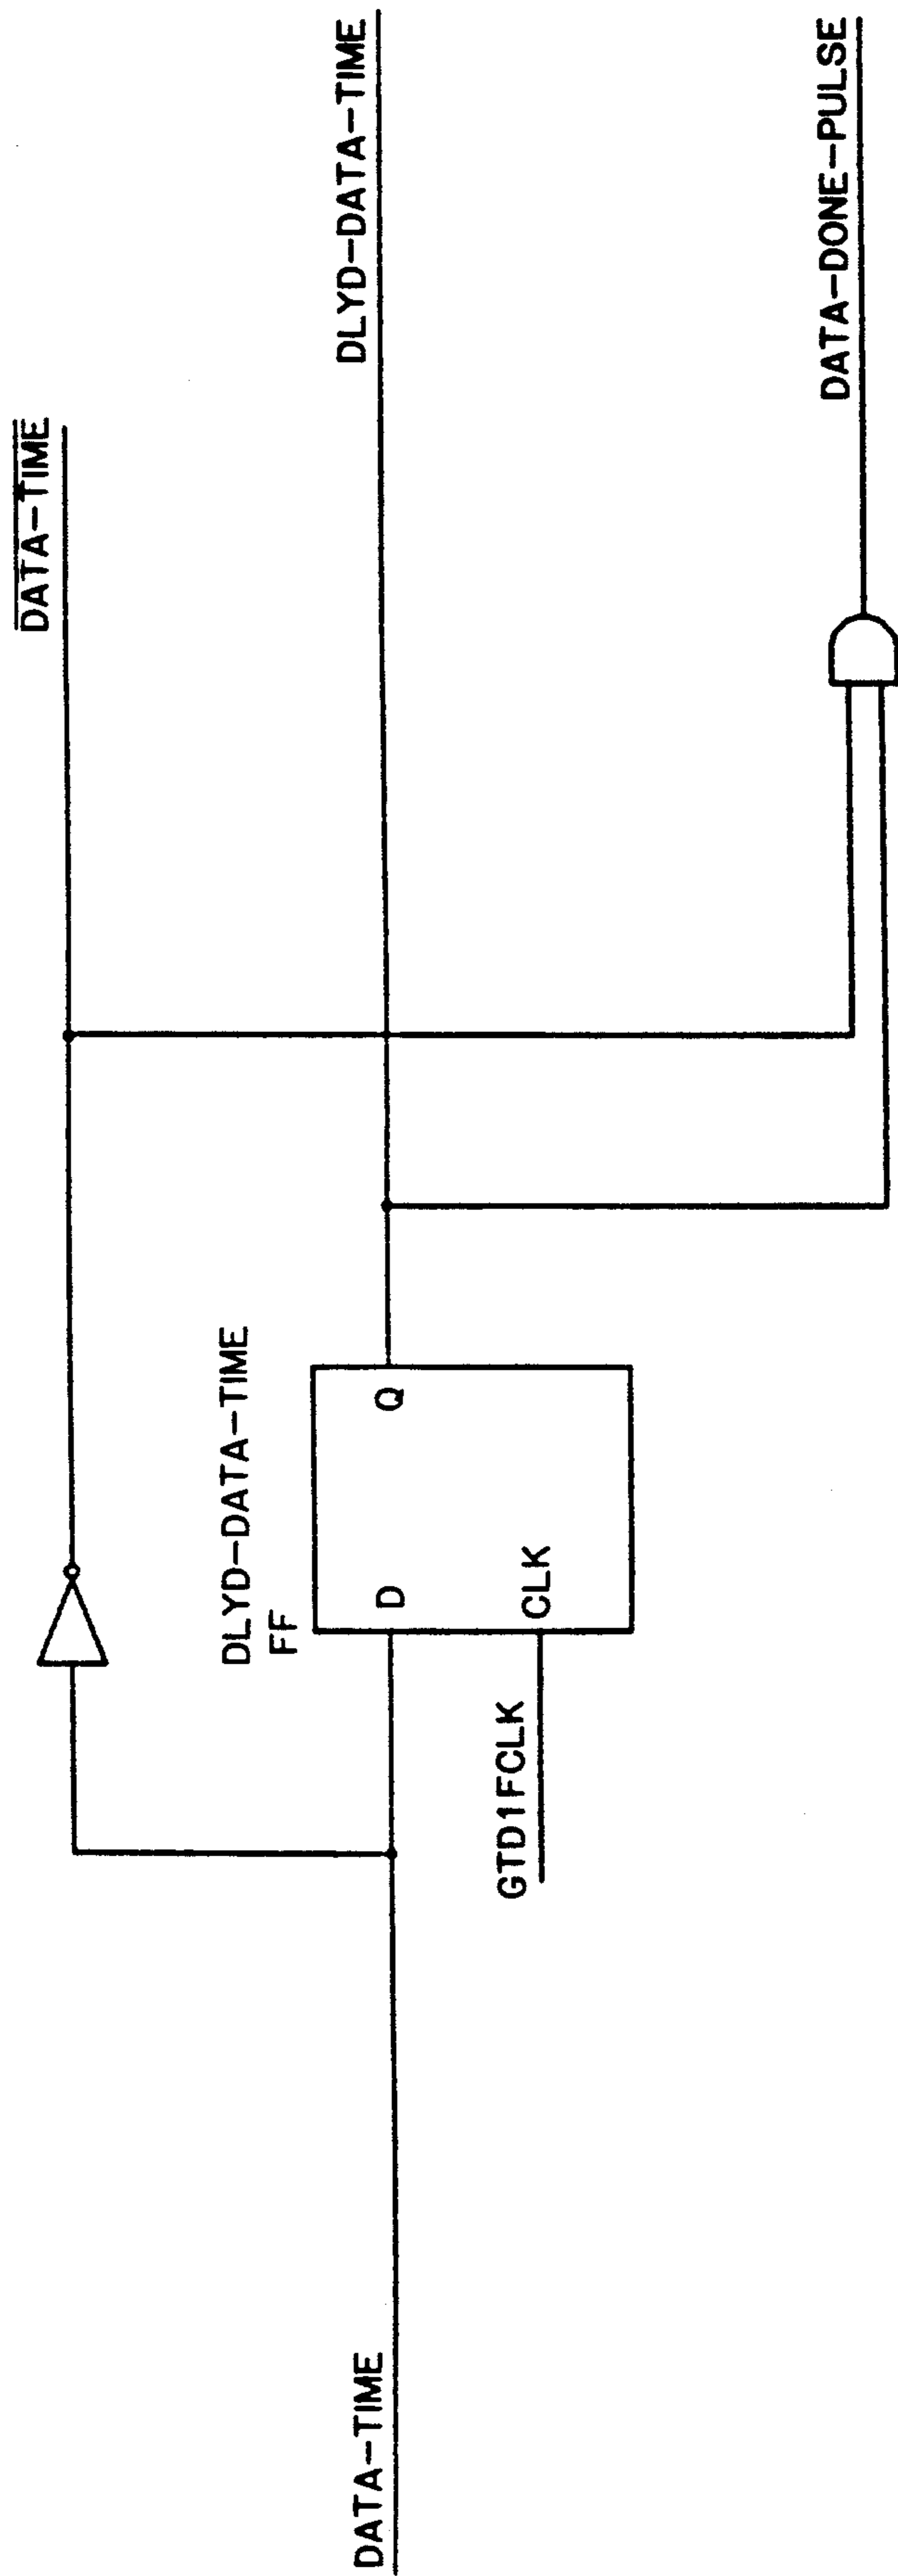 DATA-TIME
DLYD-DATA-TIME
DLYD-DATA-TIME
FF
D
Q
CLK
GTD1FCLK
DATA-TIME
DATA-DONE-PULSE